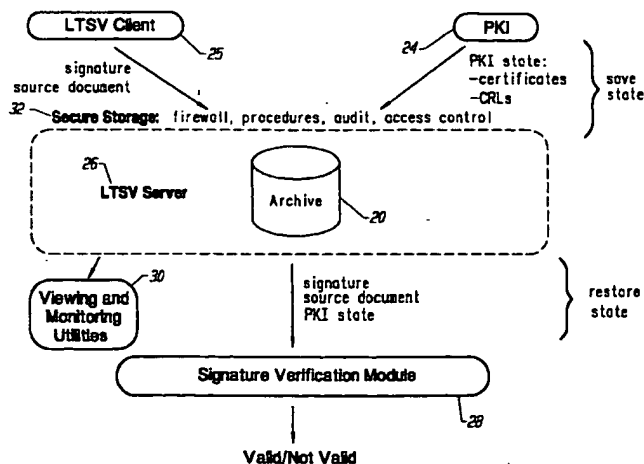 LTSV Client
25
24
PKI
signature
source document
PKI state:
-certificates
-CRLs
save
state
32
Secure Storage: firewall, procedures, audit, access control
26
LTSV Server
Archive
20
30
Viewing and
Monitoring
Utilities
signature
source document
PKI state
restore
state
Signature Verification Module
28
Valid/Not Valid